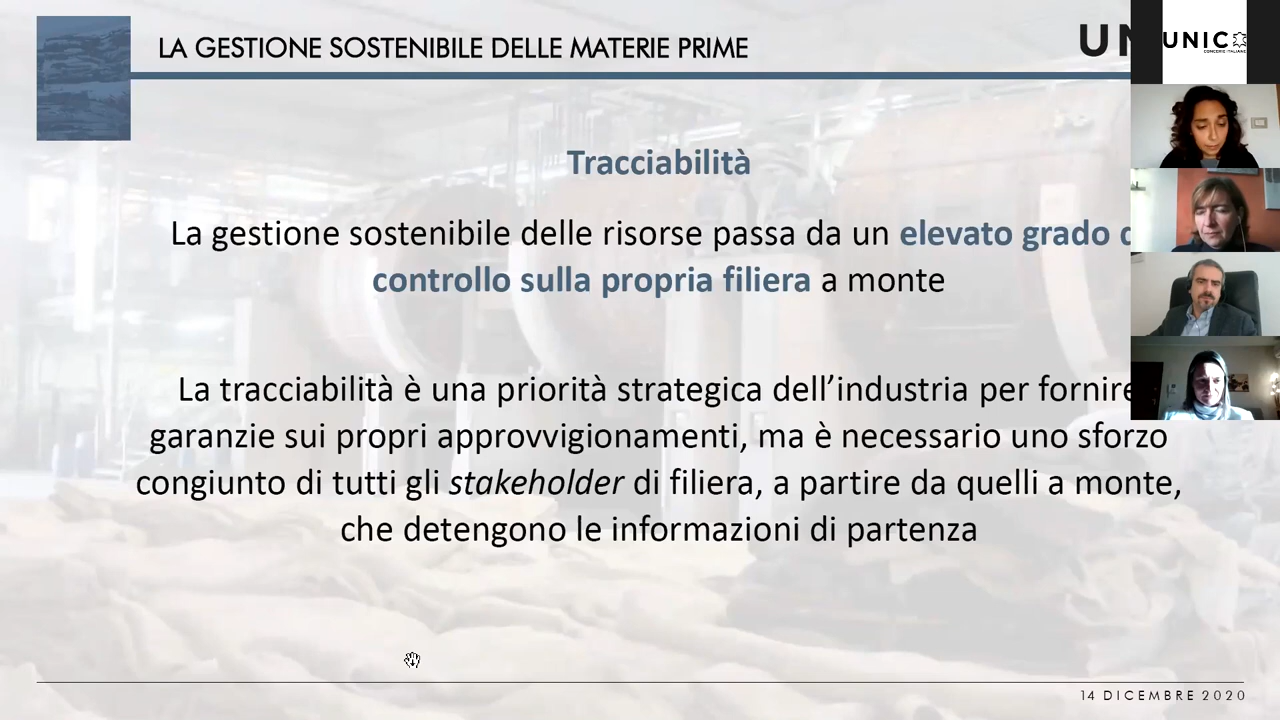 LA GESTIONE SOSTENIBILE DELLE MATERIE PRIME
UNIC
CONCERIE ITALIANE
Tracciabilità
La gestione sostenibile delle risorse passa da un elevato grado
controllo sulla propria filiera a monte
La tracciabilità è una priorità strategica dell’industria per fornire
garanzie sui propri approvvigionamenti, ma è necessario uno sforzo
congiunto di tutti gli stakeholder di filiera, a partire da quelli a monte,
che detengono le informazioni di partenza
14 DICEMBRE 2020